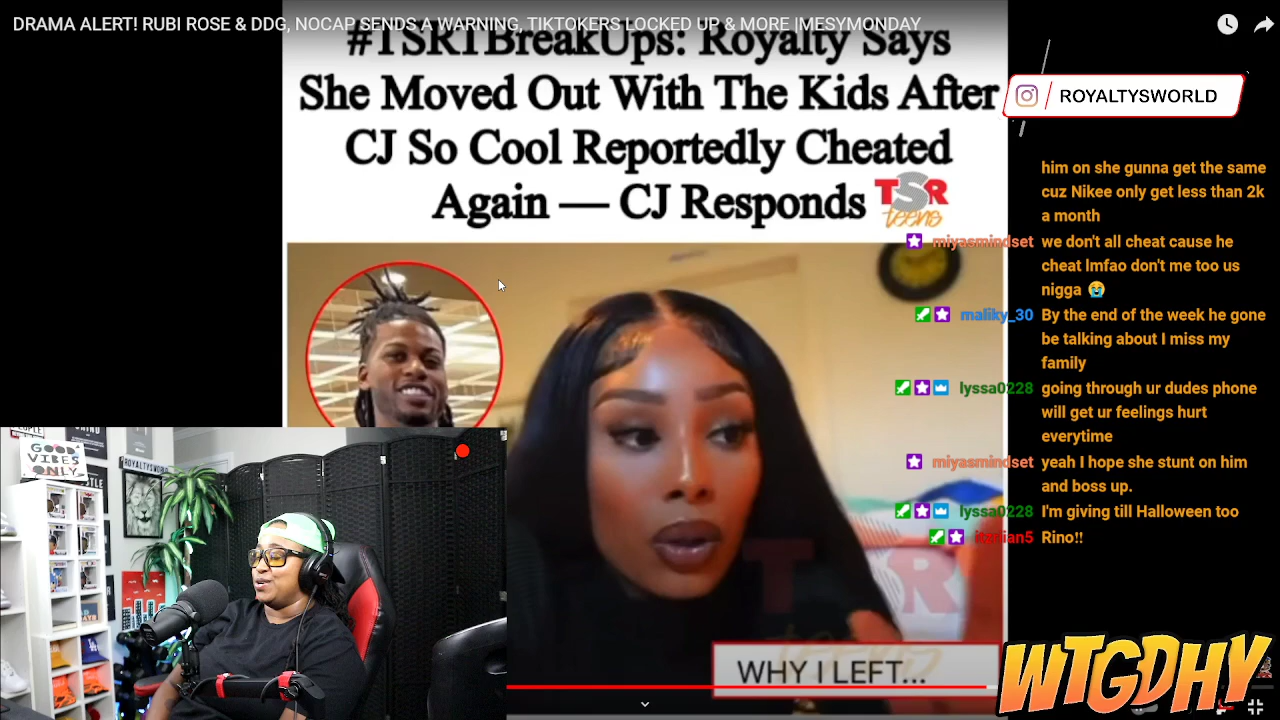 DRAMA ALERT! RUBI ROSE & DDG, NOCAP SENDS A WARNING, TIKTOKERS LOCKED UP & MORE |MESYMONDAY
#TSRTBreakUps: Royalty Says
She Moved Out With The Kids After
CJ So Cool Reportedly Cheated
Again — CJ Responds
TSR
teens
ROYALTYSWORLD
him on she gunna get the same
cuz Nikee only get less than 2k
a month
miyasmindset we don't all cheat cause he
cheat lmfao don't me too us
nigga 😭
maliky_30 By the end of the week he gone
be talking about I miss my
family
lyssa0228 going through ur dudes phone
will get ur feelings hurt
everytime
miyasmindset yeah I hope she stunt on him
and boss up.
lyssa0228 I'm giving till Halloween too
Rino!!
GOOD
VIBES
ONLY
ROYALTYSWORLD
WHY I LEFT...
WTGDHY